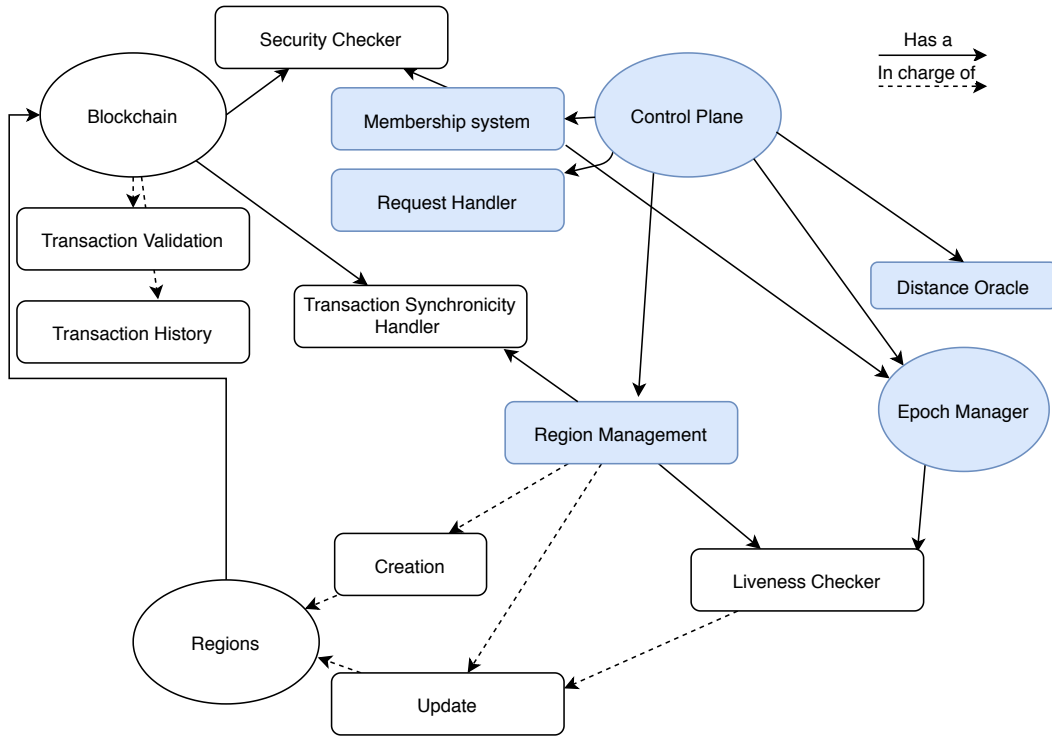 Security Checker
Has a
In charge of
Blockchain
Membership system
Control Plane
Request Handler
Transaction Validation
Distance Oracle
Transaction Synchronicity
Handler
Transaction History
Epoch Manager
Region Management
Creation
Liveness Checker
Regions
Update